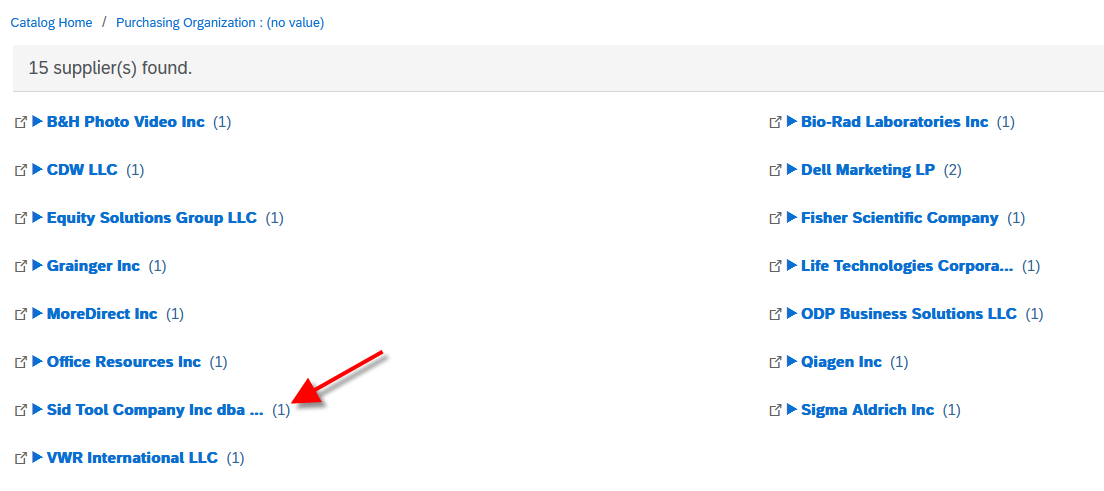 Catalog Home / Purchasing Organization : (no value)
15 supplier(s) found.
B&H Photo Video Inc (1)
Bio-Rad Laboratories Inc (1)
CDW LLC (1)
Dell Marketing LP (2)
Equity Solutions Group LLC (1)
Fisher Scientific Company (1)
Grainger Inc (1)
Life Technologies Corpora... (1)
MoreDirect Inc (1)
ODP Business Solutions LLC (1)
Office Resources Inc (1)
Qiagen Inc (1)
Sid Tool Company Inc dba ... (1)
Sigma Aldrich Inc (1)
VWR International LLC (1)